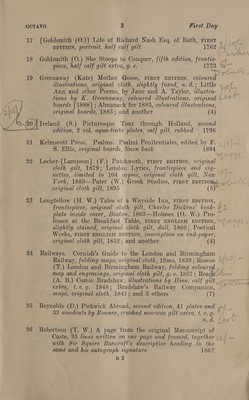 OCTAVO 3 First Day
17 [Goldsmith (O.)] Life of Richard Nash Esq. of Bath, FIRST
EDITION, portrait, half calf gilt 1762
18 Goldsmith (O.) She Stoops to Conquer, fifth edition, frontis-
piece, half calf gilt extra, g. e. 1773
19 Greenaway (Kate) Mother Goose, FIRST EDITION, coloured
illustrations, original cloth, slightly frayed, n. d.; Little
Ann and other Poems, by Jane and A. Taylor, illustra-
tions by K. Greenaway, coloured illustrations, original
boards [1883]; Almanack for 1883, coloured illustrations,
original boards, 1883; and another (4)
20 [Ireland (S.) Picturesque Tour through Holland, second
edition, 2 vol. aqua-tinta plates, calf gilt, rubbed 1796
21 Kelmscott Press. Psalms. Psalmi Penitentiales, edited by F.
S. Ellis, original boards, linen back 1894
22 Locker-[Lampson] (F.) Patchwork, FIRST EDITION, original
cloth gilt, 1879; London Lyrics, frontispiece and vig-
nettes, limited to 104 copies, original cloth gilt, New
York, 1883—Pater (W.) Greek Studies, FIRST EDITION,
original cloth gilt, 1895 (3)
23 Longfellow (H. W.) Tales of a Wayside Inn, FIRST EDITION,
frontispiece, original cloth gilt, Charles Dickens' book-
plate inside cover, Boston, 1863—Holmes (O. W.) Pro-
fessor at the Breakfast Table, FIRST ENGLISH EDITION,
slightly stained, original cloth gilt, dull, 1860; Poetical
Works, FIRST ENGLISH EDITION, inscription on end-paper,
original cloth gilt, 1852; and another (4)
24 Railways. Cornish's Guide to the London and Birmingham
Railway, folding maps, original cloth, 12mo, 1839; Roscoe
(T.) London and Birmingham Railway, folding coloured
map and engravings, original cloth gilt, g. e. 1837;
(A. B.) Comic Bradshaw, illustrations by Hine, calf gilt
extra, t. e. g. 1848; Bradshaw's Railway Companion,
maps, original cloth, 1841; and 3 others (7)
25 Reynolds (D.) Pickwick Abroad, second edition, 41 plates and
33 woodcuts by Bonner, crushed morocco gilt extra, t. e. g.
n. d.
26 Robertson (T. W.) A page from the original Manuscript of
Caste, 25 lines written on one page and framed, together
with Sir Squire Bancroft's descriptive heading to the
same and his autograph signature 1867
B 2